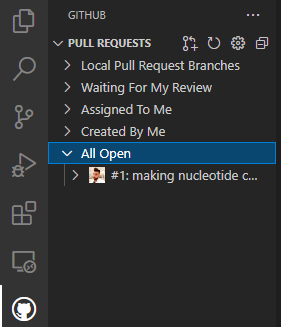 GITHUB
PULL REQUESTS
Local Pull Request Branches
Waiting For My Review
Assigned To Me
Created By Me
All Open
#1: making nucleotide c...